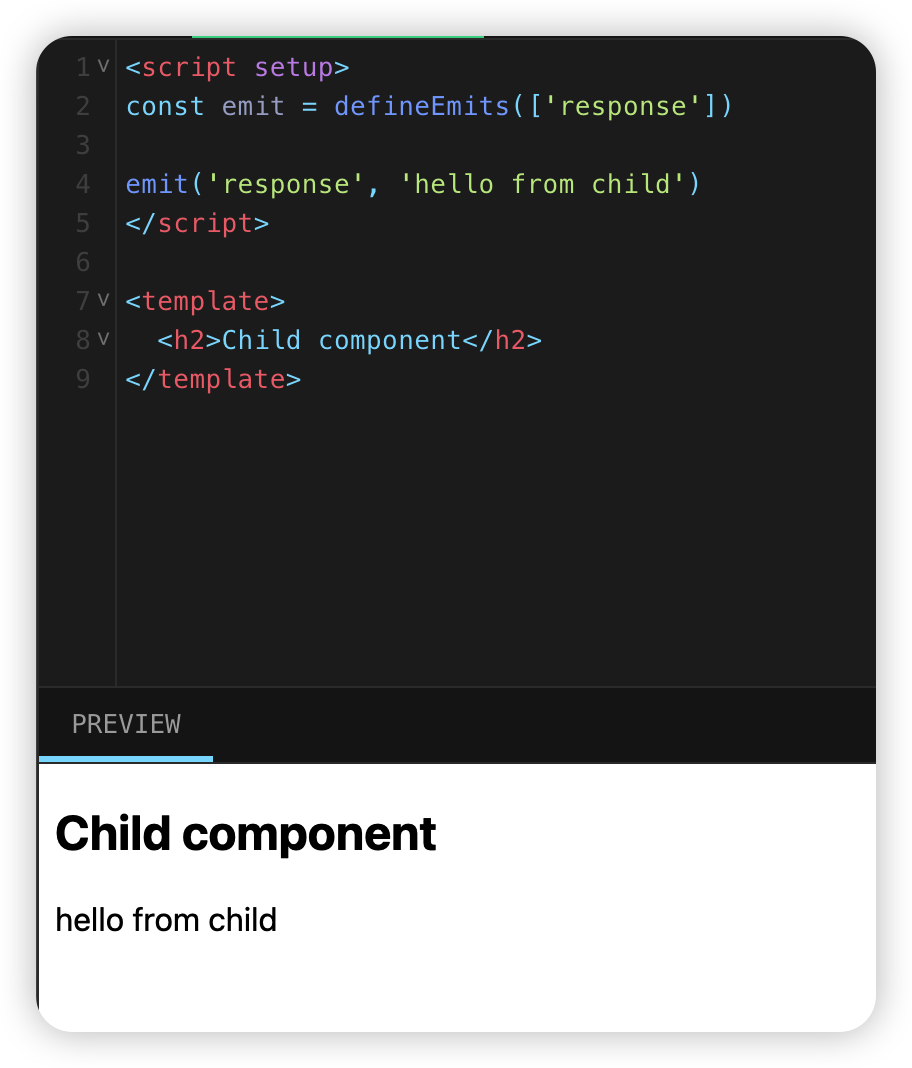 1 v <script setup>
2 const emit = defineEmits(['response'])
3
4 emit('response', 'hello from child')
5 </script>
6
7 v <template>
8 v   <h2>Child component</h2>
9 </template>
PREVIEW
Child component
hello from child